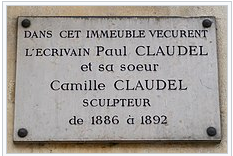 DANS CET IMMEUBLE VECURENT
L'ECRIVAIN Paul CLAUDEL
et sa soeur
Camille CLAUDEL
SCULPTEUR
de 1886 à 1892